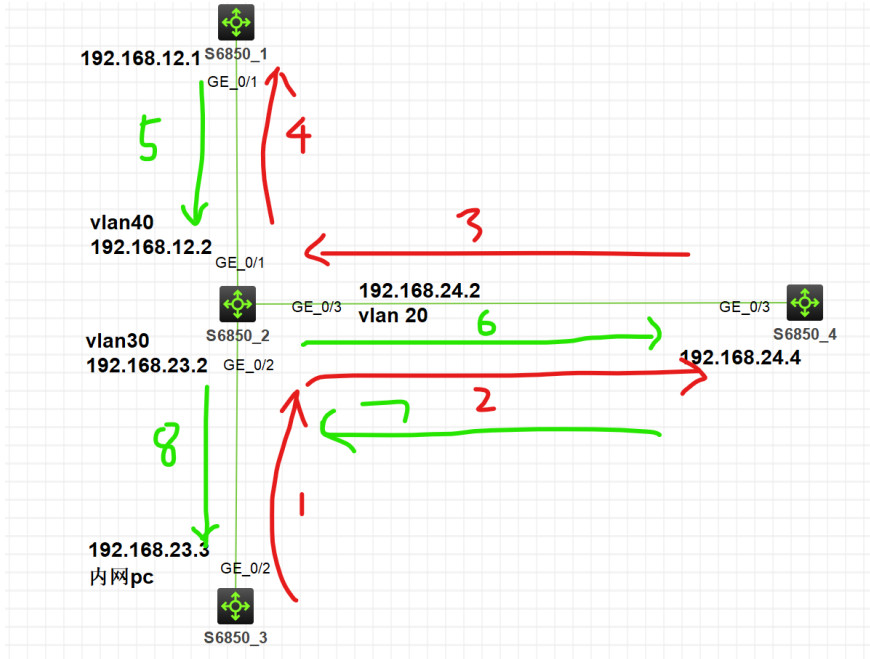 S6850_1
192.168.12.1
GE_0/1
5
4
vlan40
192.168.12.2
3
GE_0/1
192.168.24.2
GE_0/3
GE_0/3
vlan 20
S6850_2
6
S6850_4
vlan30
192.168.23.2
GE_0/2
192.168.24.4
2
7
8
1
192.168.23.3
GE_0/2
内网pc
S6850_3